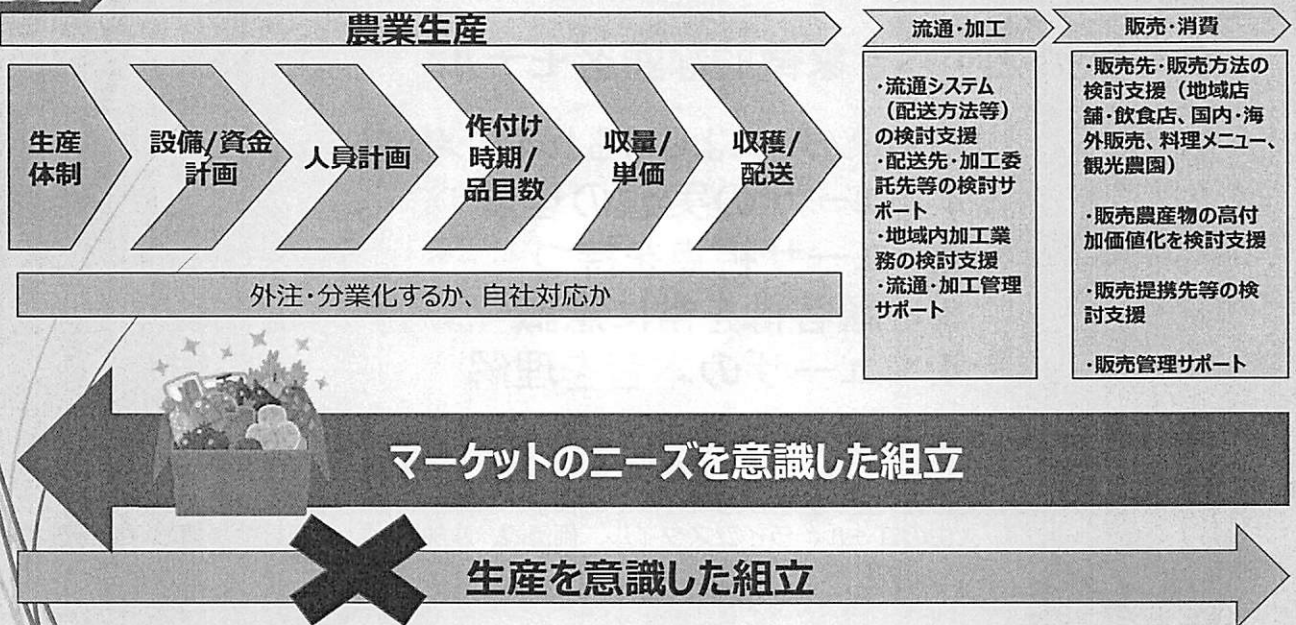 農業生産
流通・加工
販売・消費
生産
体制
設備/資金
計画
人員計画
作付け
時期/
品目数
収量/
単価
収穫/
配送
・流通システム
（配送方法等）
の検討支援
・配送先・加工委
託先等の検討サ
ポート
・地域内加工業
務の検討支援
・流通・加工管理
サポート
・販売先・販売方法の
検討支援（地域店
舗・飲食店、国内・海
外販売、料理メニュー、
観光農園）
・販売農産物の高付
加価値化を検討支援
・販売提携先等の検
討支援
・販売管理サポート
外注・分業化するか、自社対応か
マーケットのニーズを意識した組立
生産を意識した組立